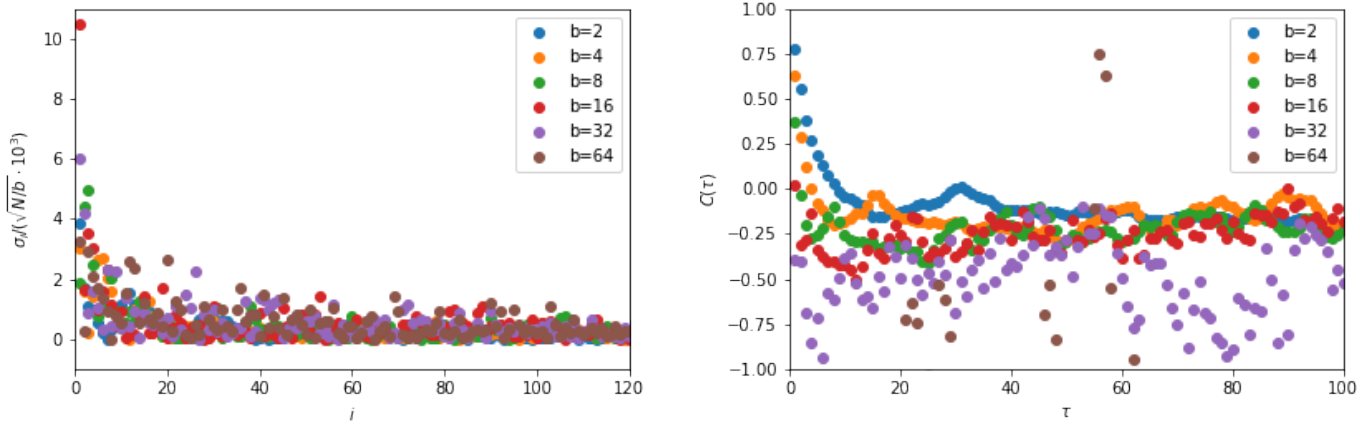 10
8
6
4
2
0
σᵢ/(√N/b · 10³)
0 20 40 60 80 100 120
i
b=2
b=4
b=8
b=16
b=32
b=64
1.00
0.75
0.50
0.25
0.00
−0.25
−0.50
−0.75
−1.00
C(τ)
0 20 40 60 80 100
τ
b=2
b=4
b=8
b=16
b=32
b=64